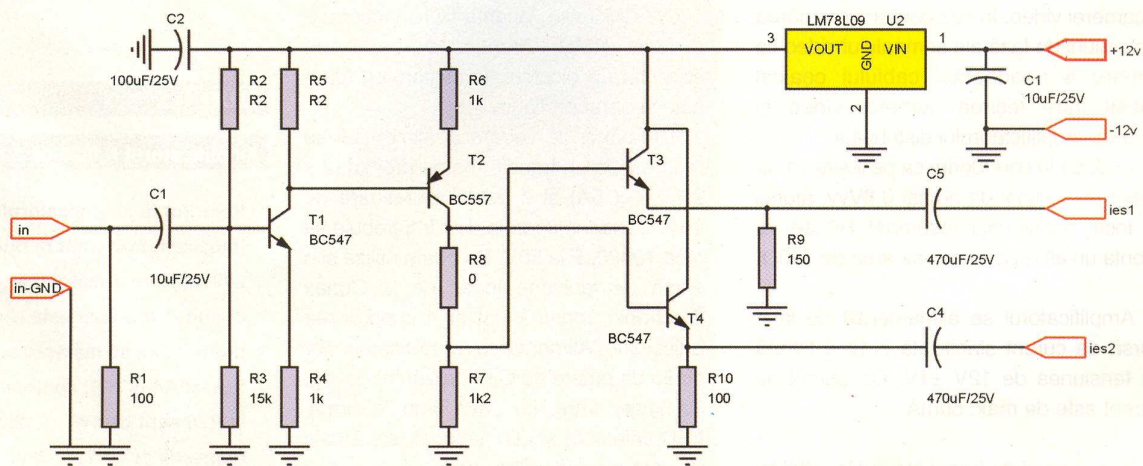 C2
100uF/25V
R2
R2
R5
R2
R6
1k
LM78L09 U2
3 VOUT GND VIN 1
2
+12v
C1
10uF/25V
-12v
T2
BC557
T3
BC547
C5
ies1
470uF/25V
in
C1
10uF/25V
T1
BC547
R8
0
R9
150
in-GND
T4
BC547
C4
ies2
470uF/25V
R1
100
R3
15k
R4
1k
R7
1k2
R10
100